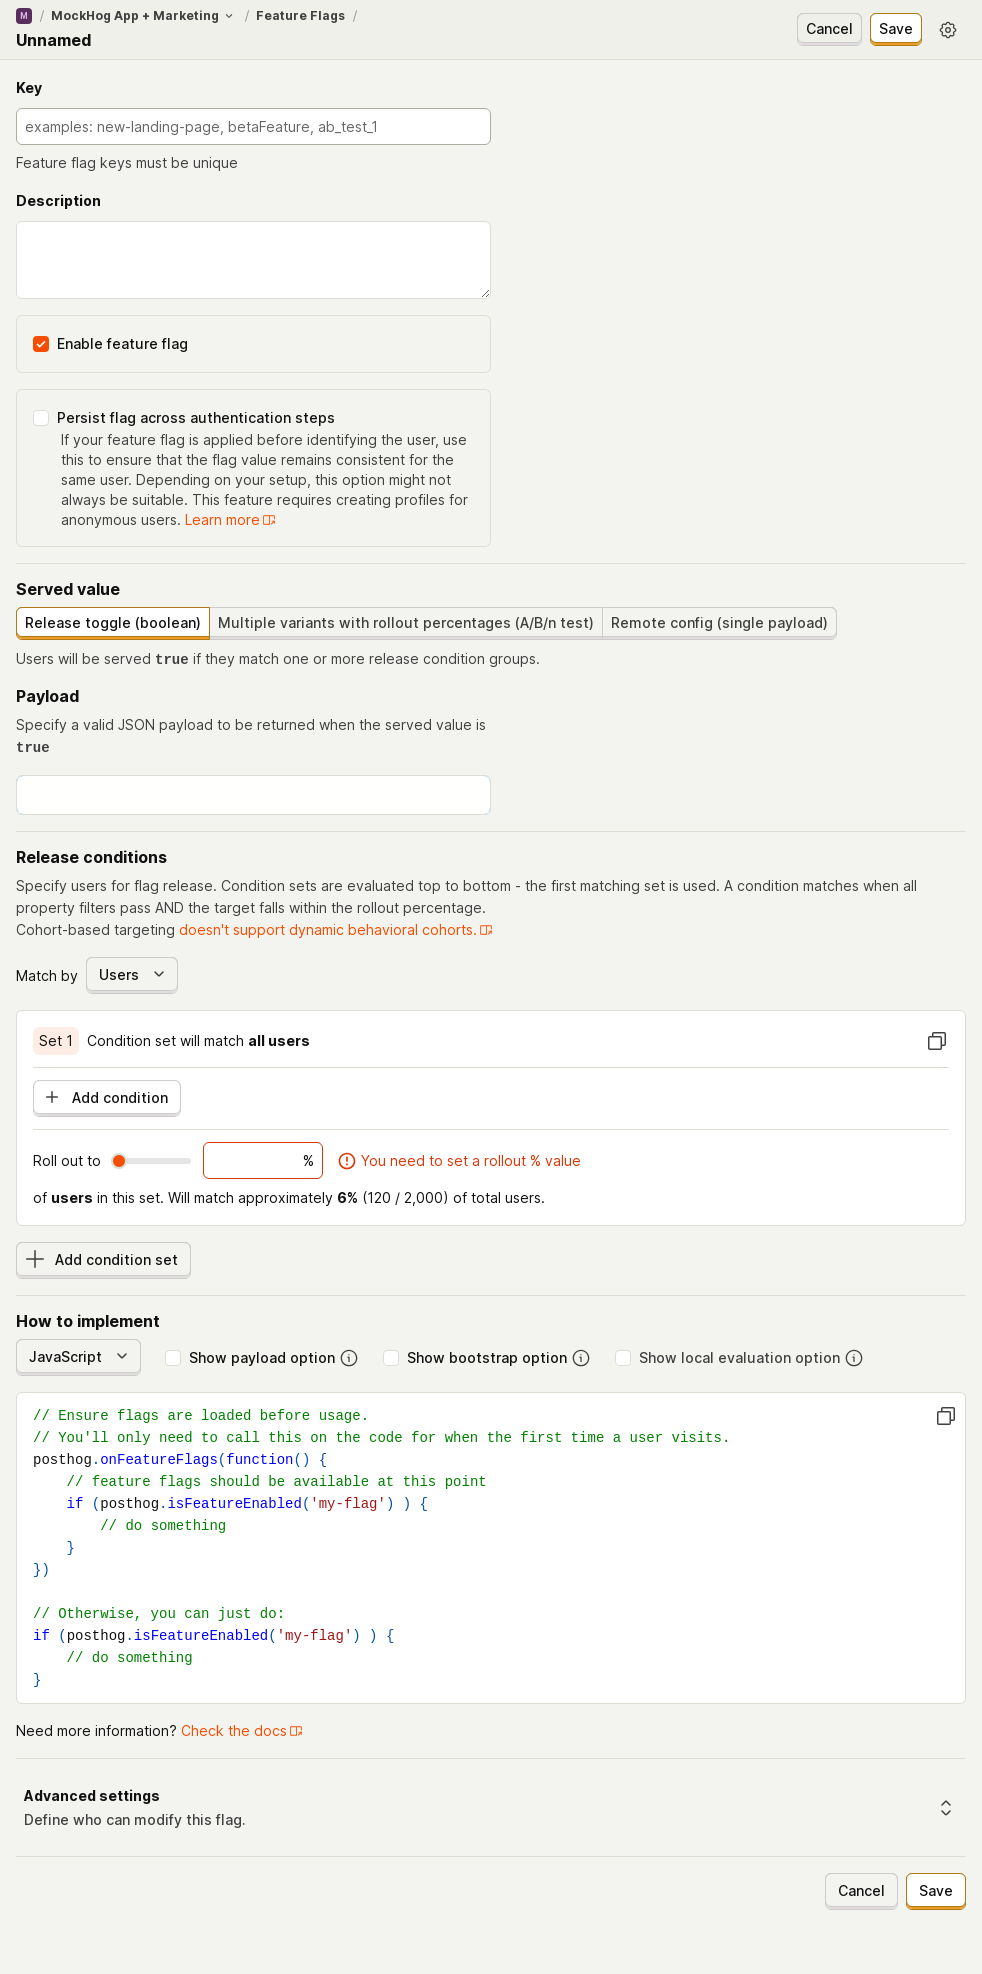 M / MockHog App + Marketing / Feature Flags /
Unnamed
Cancel
Save
Key
examples: new-landing-page, betaFeature, ab_test_1
Feature flag keys must be unique
Description
Enable feature flag
Persist flag across authentication steps
If your feature flag is applied before identifying the user, use
this to ensure that the flag value remains consistent for the
same user. Depending on your setup, this option might not
always be suitable. This feature requires creating profiles for
anonymous users. Learn more
Served value
Release toggle (boolean) Multiple variants with rollout percentages (A/B/n test) Remote config (single payload)
Users will be served true if they match one or more release condition groups.
Payload
Specify a valid JSON payload to be returned when the served value is
true
Release conditions
Specify users for flag release. Condition sets are evaluated top to bottom - the first matching set is used. A condition matches when all
property filters pass AND the target falls within the rollout percentage.
Cohort-based targeting doesn't support dynamic behavioral cohorts.
Match by Users
Set 1 Condition set will match all users
Add condition
Roll out to % You need to set a rollout % value
of users in this set. Will match approximately 6% (120 / 2,000) of total users.
Add condition set
How to implement
JavaScript Show payload option Show bootstrap option Show local evaluation option
// Ensure flags are loaded before usage.
// You'll only need to call this on the code for when the first time a user visits.
posthog.onFeatureFlags(function() {
    // feature flags should be available at this point
    if (posthog.isFeatureEnabled('my-flag') ) {
        // do something
    }
})
// Otherwise, you can just do:
if (posthog.isFeatureEnabled('my-flag') ) {
    // do something
}
Need more information? Check the docs
Advanced settings
Define who can modify this flag.
Cancel
Save